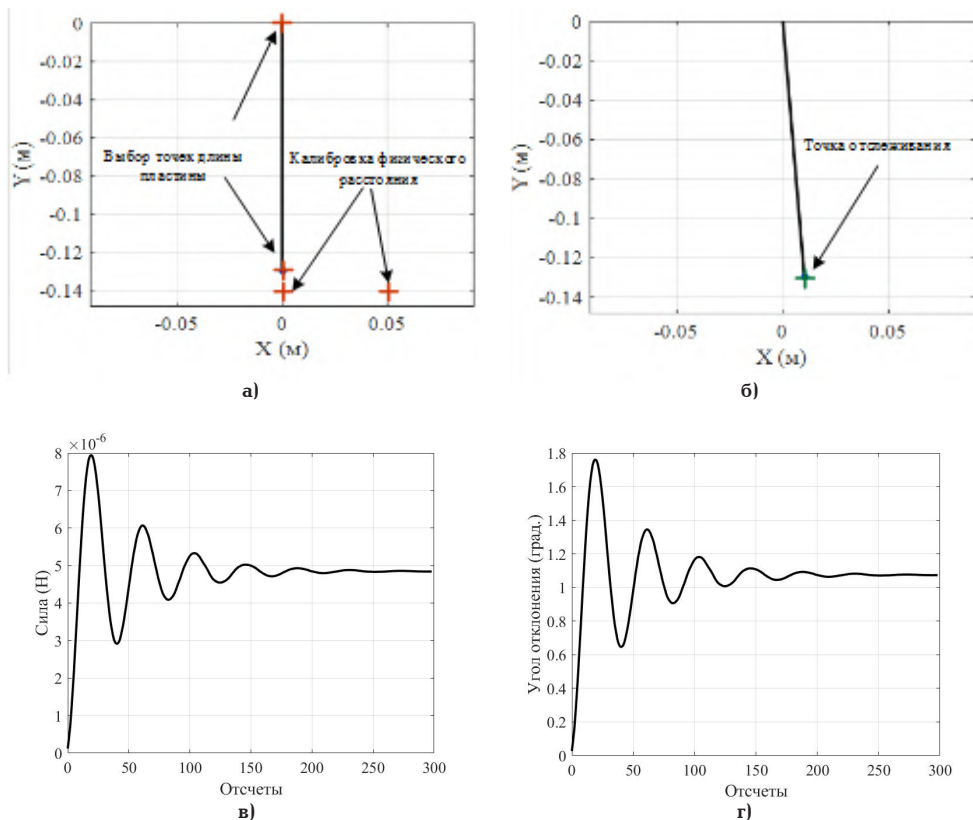 0
-0.02
-0.04
-0.06
-0.08
-0.1
-0.12
-0.14
Y (м)
Выбор точек длины
пластины
Калибровка физического
расстояния
-0.05
0
0.05
X (м)
а)
0
-0.02
-0.04
-0.06
-0.08
-0.1
-0.12
-0.14
Y (м)
Точка отслеживания
-0.05
0
0.05
X (м)
б)
×10-6
8
7
6
5
4
3
2
1
0
Сила (Н)
0 50 100 150 200 250 300
Отсчеты
в)
1.8
1.6
1.4
1.2
1
0.8
0.6
0.4
0.2
0
Угол отклонения (град.)
0 50 100 150 200 250 300
Отсчеты
г)